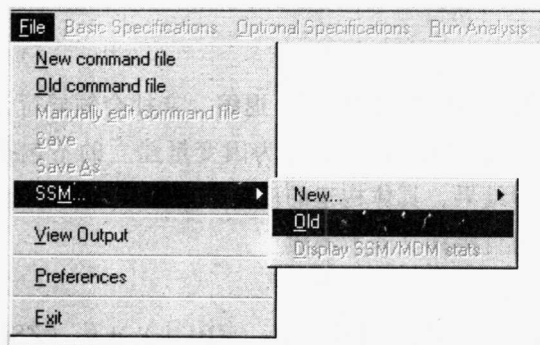 File Basic Specifications Optional Specifications Run Analysis
New command file
Old command file
Manually edit command file
Save
Save As
SSM...
New...
Old
Display SSM/MDM stats
View Output
Preferences
Exit